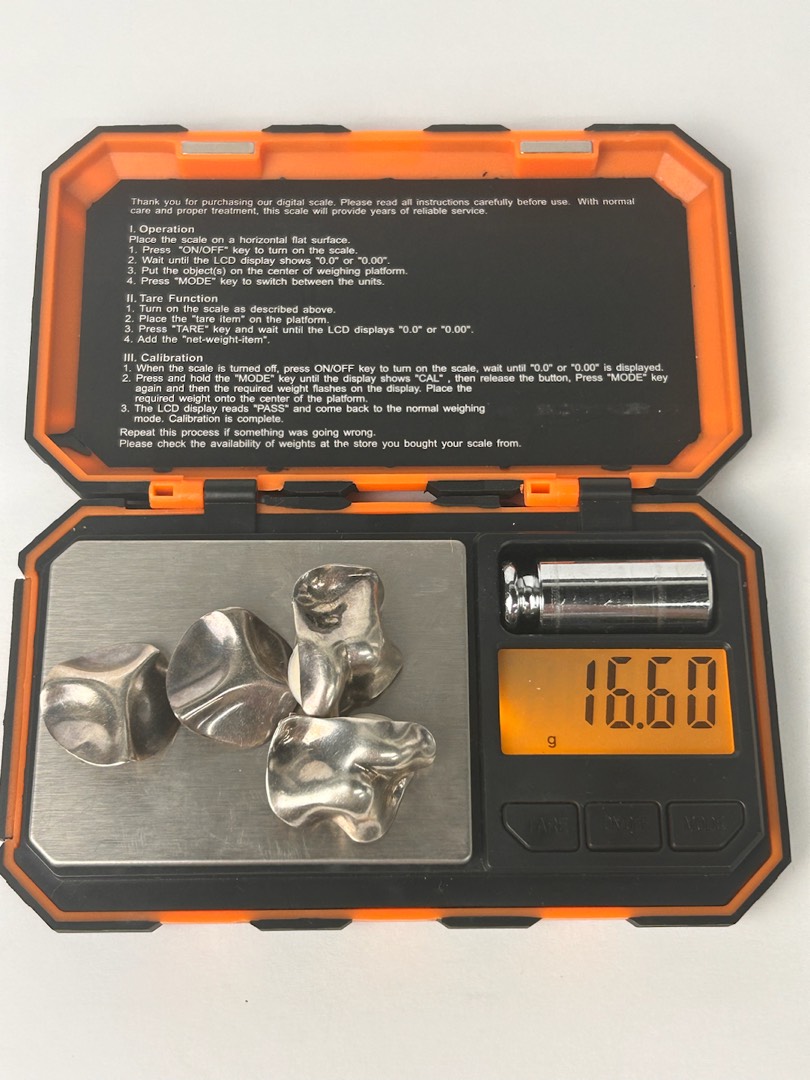 Thank you for purchasing our digital scale. Please read all instructions carefully before use. With normal
care and proper treatment, this scale will provide years of reliable service.
I. Operation
Place the scale on a horizontal flat surface.
1. Press "ON/OFF" key to turn on the scale.
2. Wait until the LCD display shows "0.0" or "0.00".
3. Put the object(s) on the center of weighing platform.
4. Press "MODE" key to switch between the units.
II. Tare Function
1. Turn on the scale as described above.
2. Place the "tare item" on the platform.
3. Press "TARE" key and wait until the LCD displays "0.0" or "0.00".
4. Add the "net-weight-item".
III. Calibration
1. When the scale is turned off, press ON/OFF key to turn on the scale, wait until "0.0" or "0.00" is displayed.
2. Press and hold the "MODE" key until the display shows "CAL" , then release the button, Press "MODE" key
again and then the required weight flashes on the display. Place the
required weight onto the center of the platform.
3. The LCD display reads "PASS" and come back to the normal weighing
mode. Calibration is complete.
Repeat this process if something was going wrong.
Please check the availability of weights at the store you bought your scale from.
16.60
g